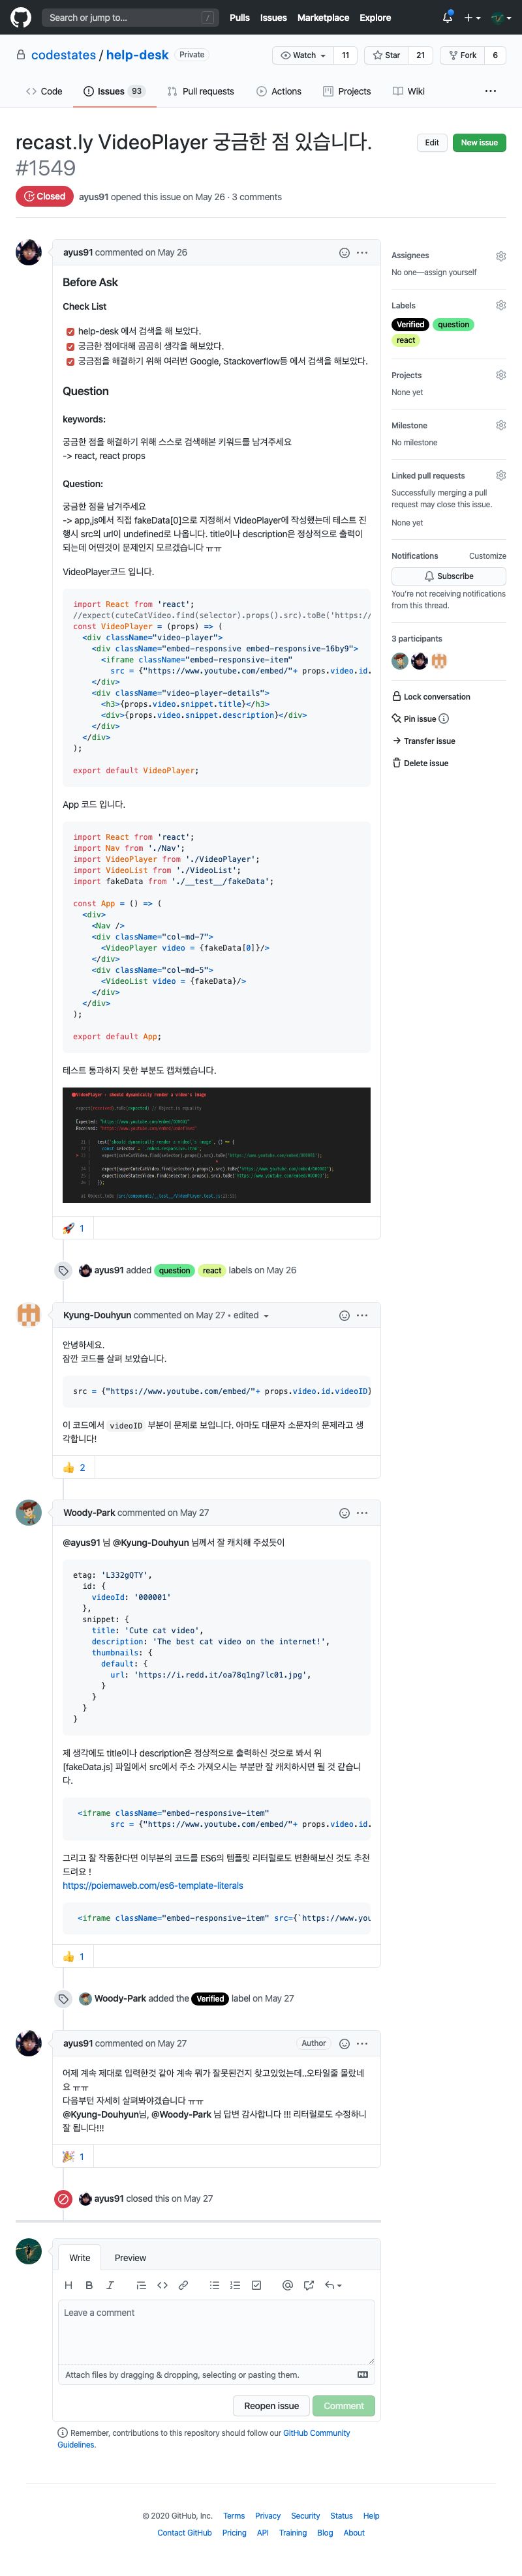 Search or jump to...
/
Pulls Issues Marketplace Explore
codestates / help-desk Private
Watch 11 Star 21 Fork 6
Code Issues 93 Pull requests Actions Projects Wiki
recast.ly VideoPlayer 궁금한 점 있습니다.
#1549
Edit New issue
Closed ayus91 opened this issue on May 26 · 3 comments
ayus91 commented on May 26
Before Ask
Check List
help-desk 에서 검색을 해 보았다.
궁금한 점에대해 곰곰히 생각을 해보았다.
궁금점을 해결하기 위해 여러번 Google, Stackoverflow등 에서 검색을 해보았다.
Question
keywords:
궁금한 점을 해결하기 위해 스스로 검색해본 키워드를 남겨주세요
-> react, react props
Question:
궁금한 점을 남겨주세요
-> app.js에서 직접 fakeData[0]으로 지정해서 VideoPlayer에 작성했는데 테스트 진
행시 src의 url이 undefined로 나옵니다. title이나 description은 정상적으로 출력이
되는데 어떤것이 문제인지 모르겠습니다 ㅠㅠ
VideoPlayer코드 입니다.
import React from 'react';
//expect(cuteCatVideo.find(selector).props().src).toBe('https://
const VideoPlayer = (props) => (
<div className="video-player">
<div className="embed-responsive embed-responsive-16by9">
<iframe className="embed-responsive-item"
src = {"https://www.youtube.com/embed/"+ props.video.id.
</div>
<div className="video-player-details">
<h3>{props.video.snippet.title}</h3>
<div>{props.video.snippet.description}</div>
</div>
</div>
);
export default VideoPlayer;
App 코드 입니다.
import React from 'react';
import Nav from './Nav';
import VideoPlayer from './VideoPlayer';
import VideoList from './VideoList';
import fakeData from './__test__/fakeData';
const App = () => (
<div>
<Nav />
<div className="col-md-7">
<VideoPlayer video = {fakeData[0]}/>
</div>
<div className="col-md-5">
<VideoList video = {fakeData}/>
</div>
</div>
);
export default App;
테스트 통과하지 못한 부분도 캡쳐했습니다.
VideoPlayer › should dynamically render a video's image
Expected: "https://www.youtube.com/embed/000001"
Received: "https://www.youtube.com/embed/undefined"
1
ayus91 added question react labels on May 26
Kyung-Douhyun commented on May 27 • edited
안녕하세요.
잠깐 코드를 살펴 보았습니다.
src = {"https://www.youtube.com/embed/"+ props.video.id.videoID}
이 코드에서 videoID 부분이 문제로 보입니다. 아마도 대문자 소문자의 문제라고 생
각합니다!
2
Woody-Park commented on May 27
@ayus91 님 @Kyung-Douhyun 님께서 잘 캐치해 주셨듯이
etag: 'L332gQTY',
id: {
videoId: '000001'
},
snippet: {
title: 'Cute cat video',
description: 'The best cat video on the internet!',
thumbnails: {
default: {
url: 'https://i.redd.it/oa78q1ng7lc01.jpg',
}
}
}
}
제 생각에도 title이나 description은 정상적으로 출력하신 것으로 봐서 위
[fakeData.js] 파일에서 src에서 주소 가져오시는 부분만 잘 캐치하시면 될 것 같습니
다.
<iframe className="embed-responsive-item"
src = {"https://www.youtube.com/embed/"+ props.video.id.
그리고 잘 작동한다면 이부분의 코드를 ES6의 템플릿 리터럴로도 변환해보신 것도 추천
드려요 !
https://poiemaweb.com/es6-template-literals
<iframe className="embed-responsive-item" src={`https://www.you
1
Woody-Park added the Verified label on May 27
ayus91 commented on May 27 Author
어제 계속 제대로 입력한것 같아 계속 뭐가 잘못된건지 찾고있었는데..오타일줄 몰랐네
요 ㅠㅠ
다음부턴 자세히 살펴봐야겠습니다 ㅠㅠ
@Kyung-Douhyun님, @Woody-Park 님 답변 감사합니다 !!! 리터럴로도 수정하니
잘 됩니다!!!
1
ayus91 closed this on May 27
Write Preview
Leave a comment
Attach files by dragging & dropping, selecting or pasting them.
Reopen issue Comment
Remember, contributions to this repository should follow our GitHub Community
Guidelines.
Assignees
No one—assign yourself
Labels
Verified question
react
Projects
None yet
Milestone
No milestone
Linked pull requests
Successfully merging a pull
request may close this issue.
None yet
Notifications Customize
Subscribe
You're not receiving notifications
from this thread.
3 participants
Lock conversation
Pin issue
Transfer issue
Delete issue
© 2020 GitHub, Inc. Terms Privacy Security Status Help
Contact GitHub Pricing API Training Blog About